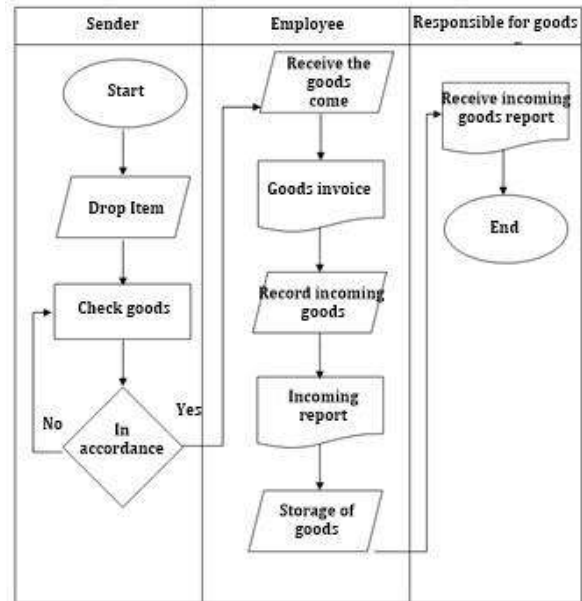 Sender
Employee
Responsible for goods
Start
Drop Item
Check goods
No
Yes
In
accordance
Receive the
goods
come
Goods invoice
Record incoming
goods
Incoming
report
Storage of
goods
Receive incoming
goods report
End